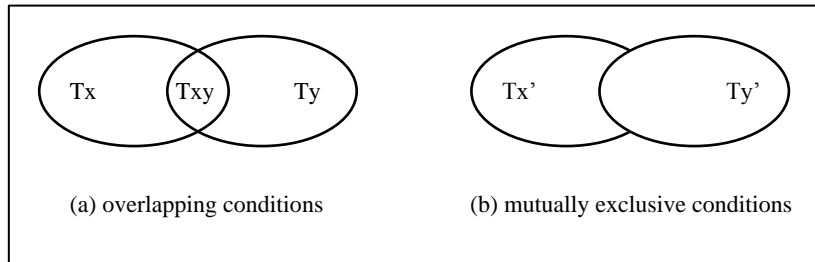 Tx Txy Ty Tx’ Ty’
(a) overlapping conditions (b) mutually exclusive conditions